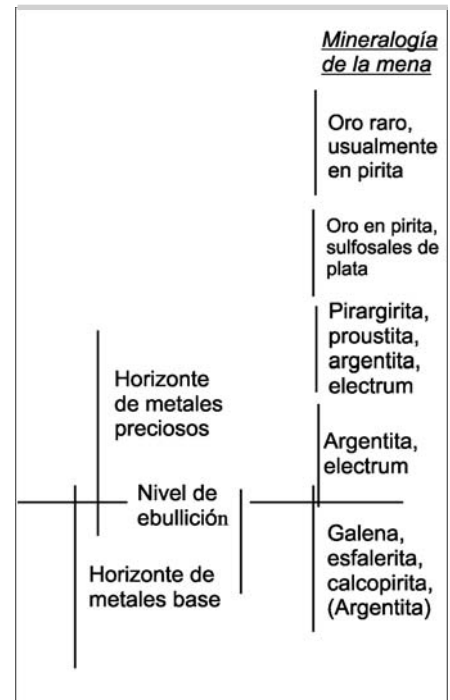 Mineralogía
de la mena
Oro raro,
usualmente
en pirita
Oro en pirita,
sulfosales de
plata
Pirargirita,
proustita,
argentita,
electrum
Horizonte
de metales
preciosos
Argentita,
electrum
Nivel de
ebullición
Galena,
esfalerita,
calcopirita,
(Argentita)
Horizonte de
metales base